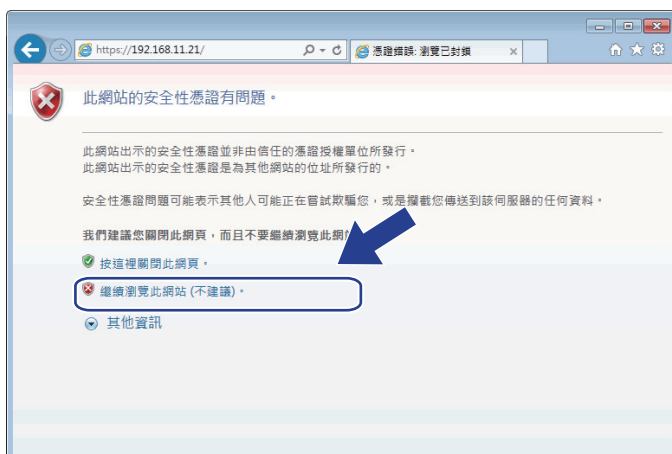 https://192.168.11.21/
憑證錯誤: 瀏覽已封鎖
此網站的安全性憑證有問題。
此網站出示的安全性憑證並非由信任的憑證授權單位所發行。
此網站出示的安全性憑證是為其他網站的位址所發行的。
安全性憑證問題可能表示其他人可能正在嘗試欺騙您，或是攔截您傳送到該伺服器的任何資料。
我們建議您關閉此網頁，而且不要繼續瀏覽此網
按這裡關閉此網頁。
繼續瀏覽此網站 (不建議)。
其他資訊